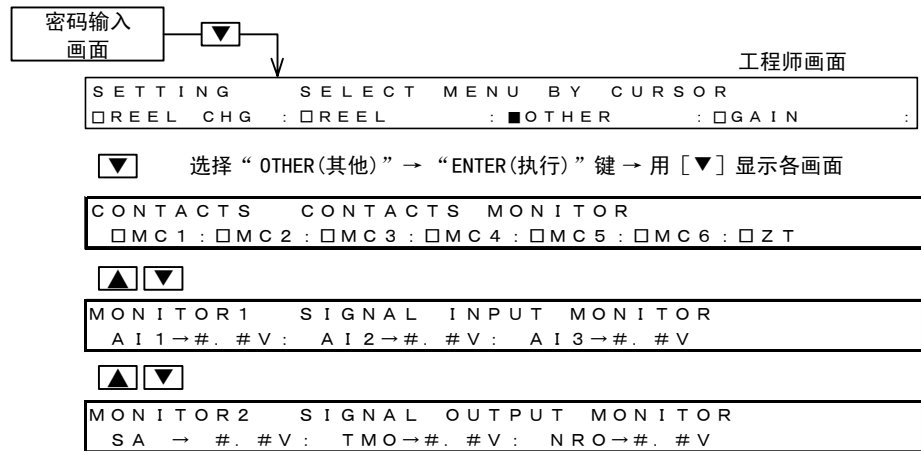 密码输入
画面
▼
工程师画面
SETTING SELECT MENU BY CURSOR
□REEL CHG :□REEL :■OTHER :□GAIN :
▼ 选择“OTHER(其他)”→“ENTER(执行)”键→用［▼］显示各画面
CONTACTS CONTACTS MONITOR
□MC1:□MC2:□MC3:□MC4:□MC5:□MC6:□ZT
▲▼
MONITOR1 SIGNAL INPUT MONITOR
AI1→#.#V: AI2→#.#V: AI3→#.#V
▲▼
MONITOR2 SIGNAL OUTPUT MONITOR
SA → #.#V: TMO→#.#V: NRO→#.#V